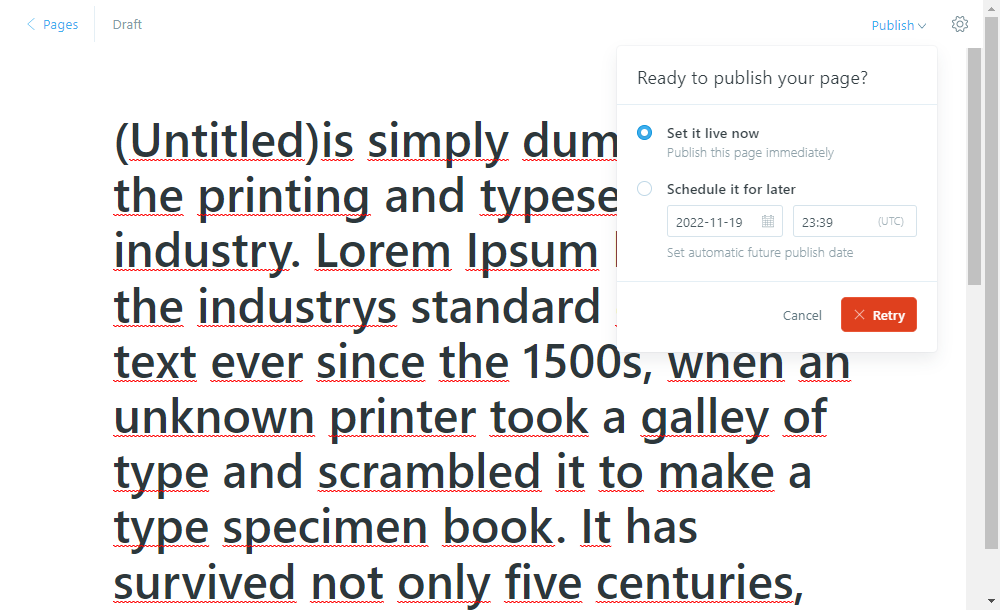 Pages
Draft
Publish
Ready to publish your page?
Set it live now
Publish this page immediately
Schedule it for later
2022-11-19
23:39
(UTC)
Set automatic future publish date
Cancel
Retry
(Untitled)is simply
the printing and
industry. Lorem Ipsum
the industrys standard
text ever since the 1500s, when an
unknown printer took a galley of
type and scrambled it to make a
type specimen book. It has
survived not only five centuries,